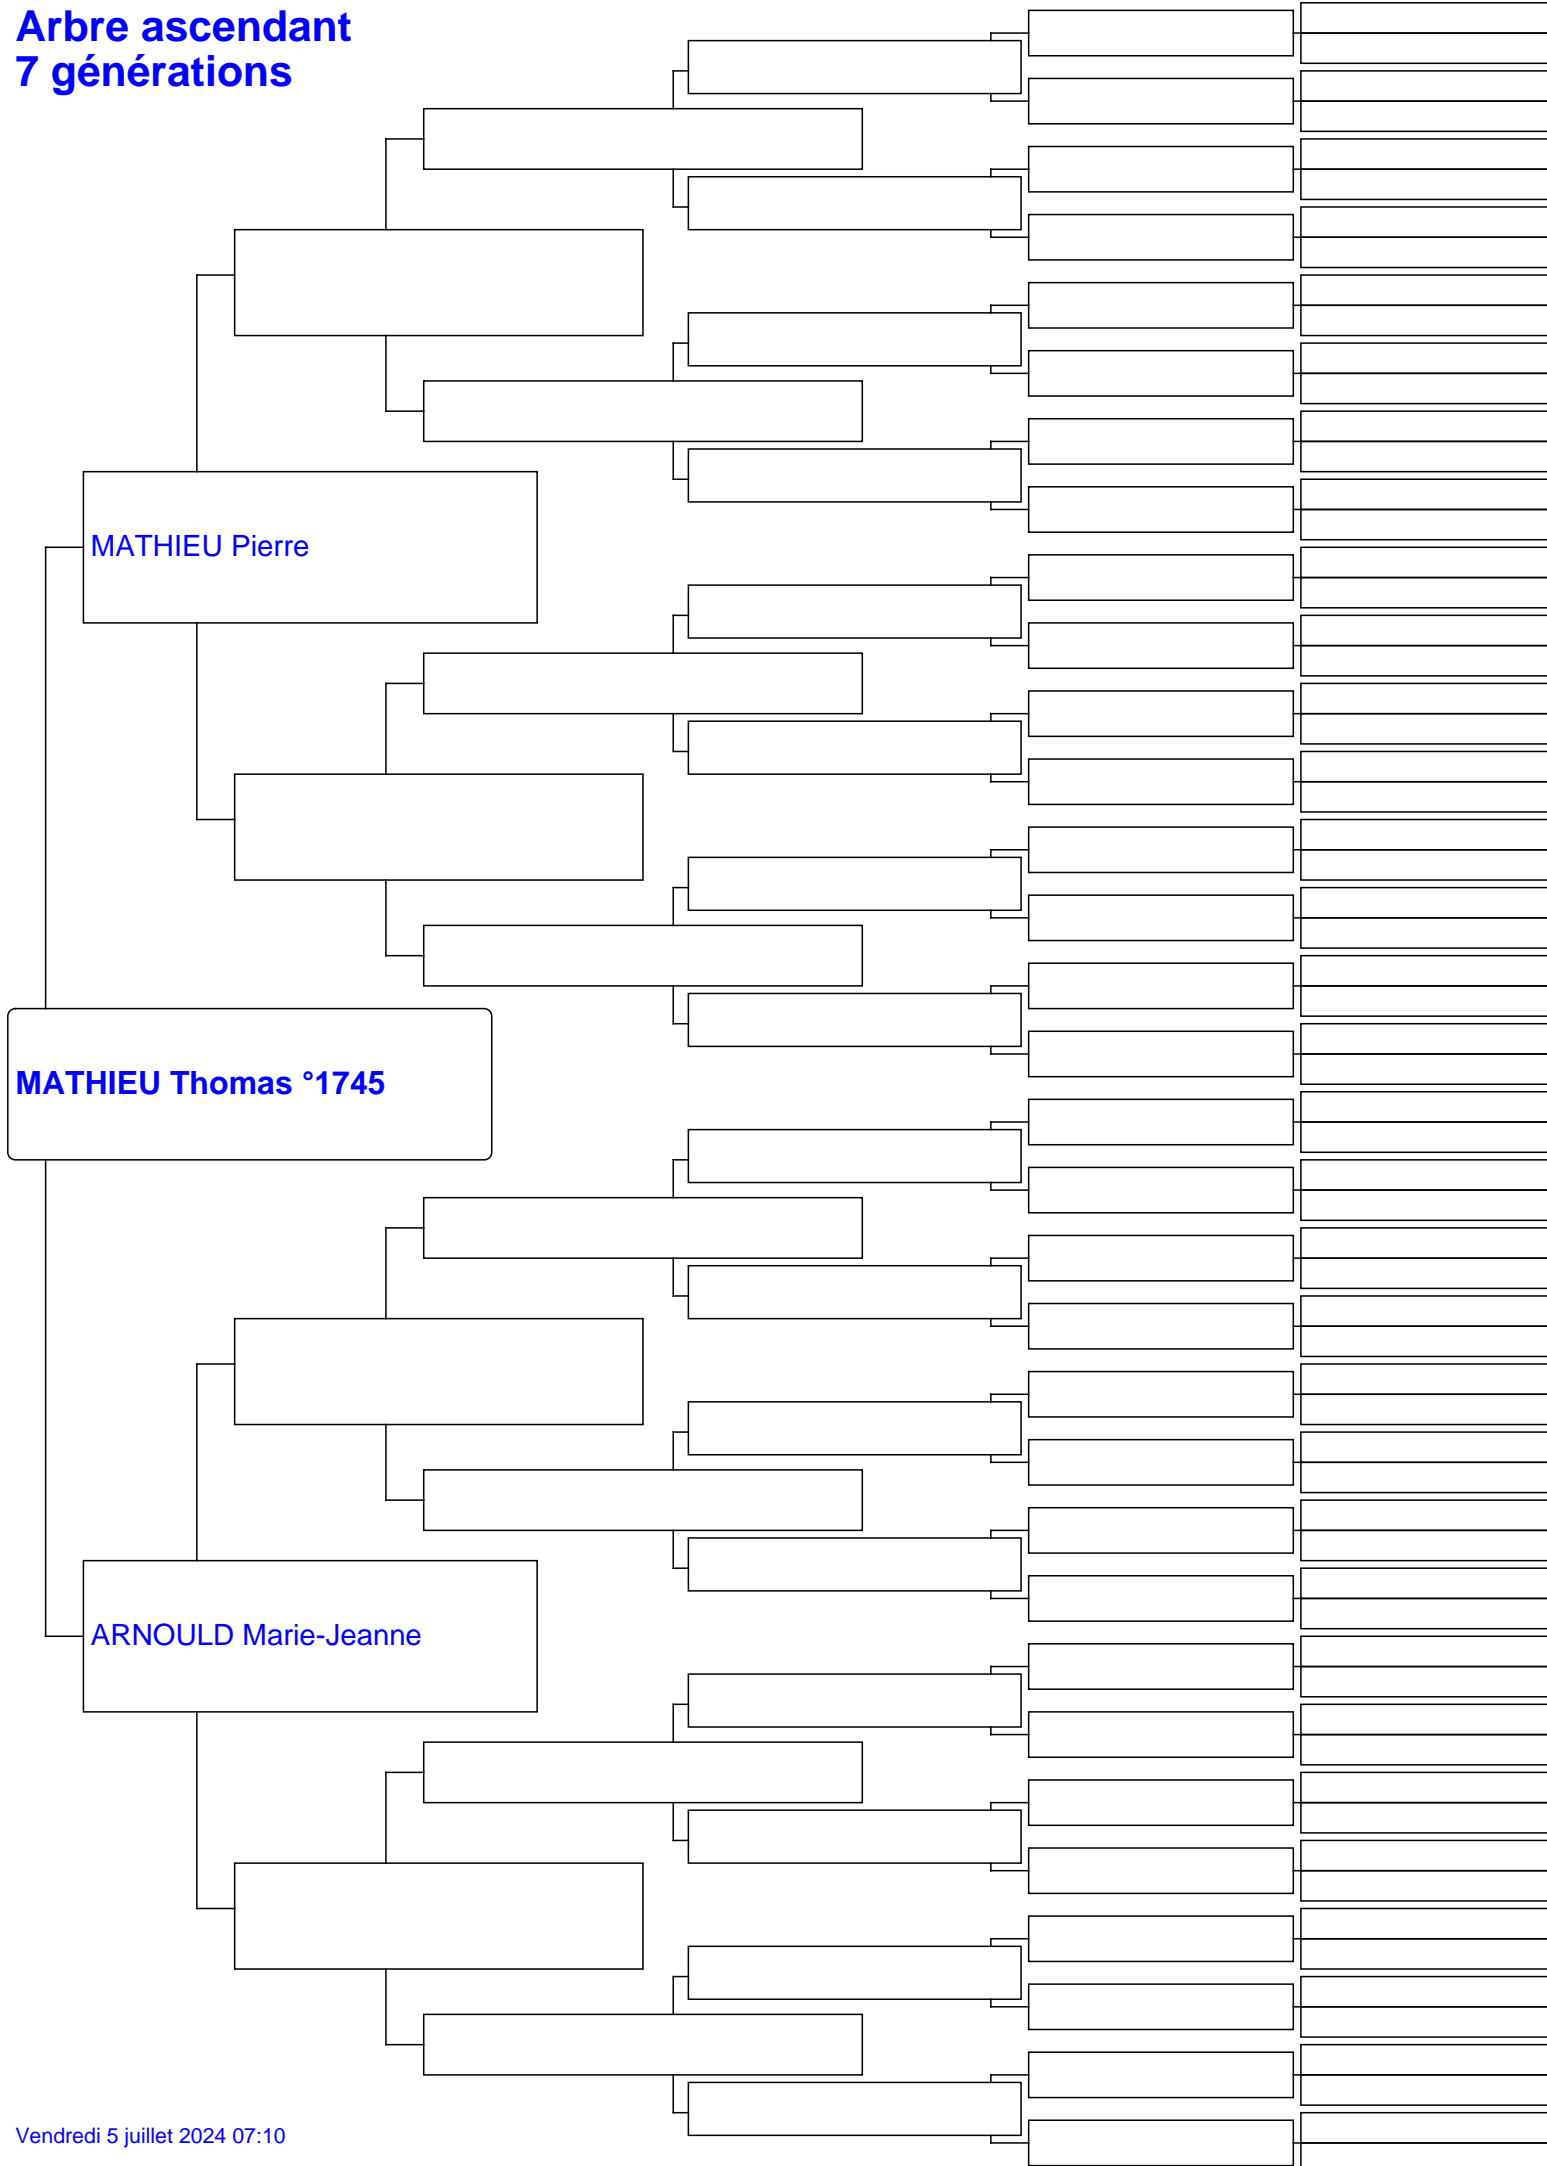 Arbre ascendant
7 générations
MATHIEU Pierre
MATHIEU Thomas °1745
ARNOULD Marie-Jeanne
Vendredi 5 juillet 2024 07:10